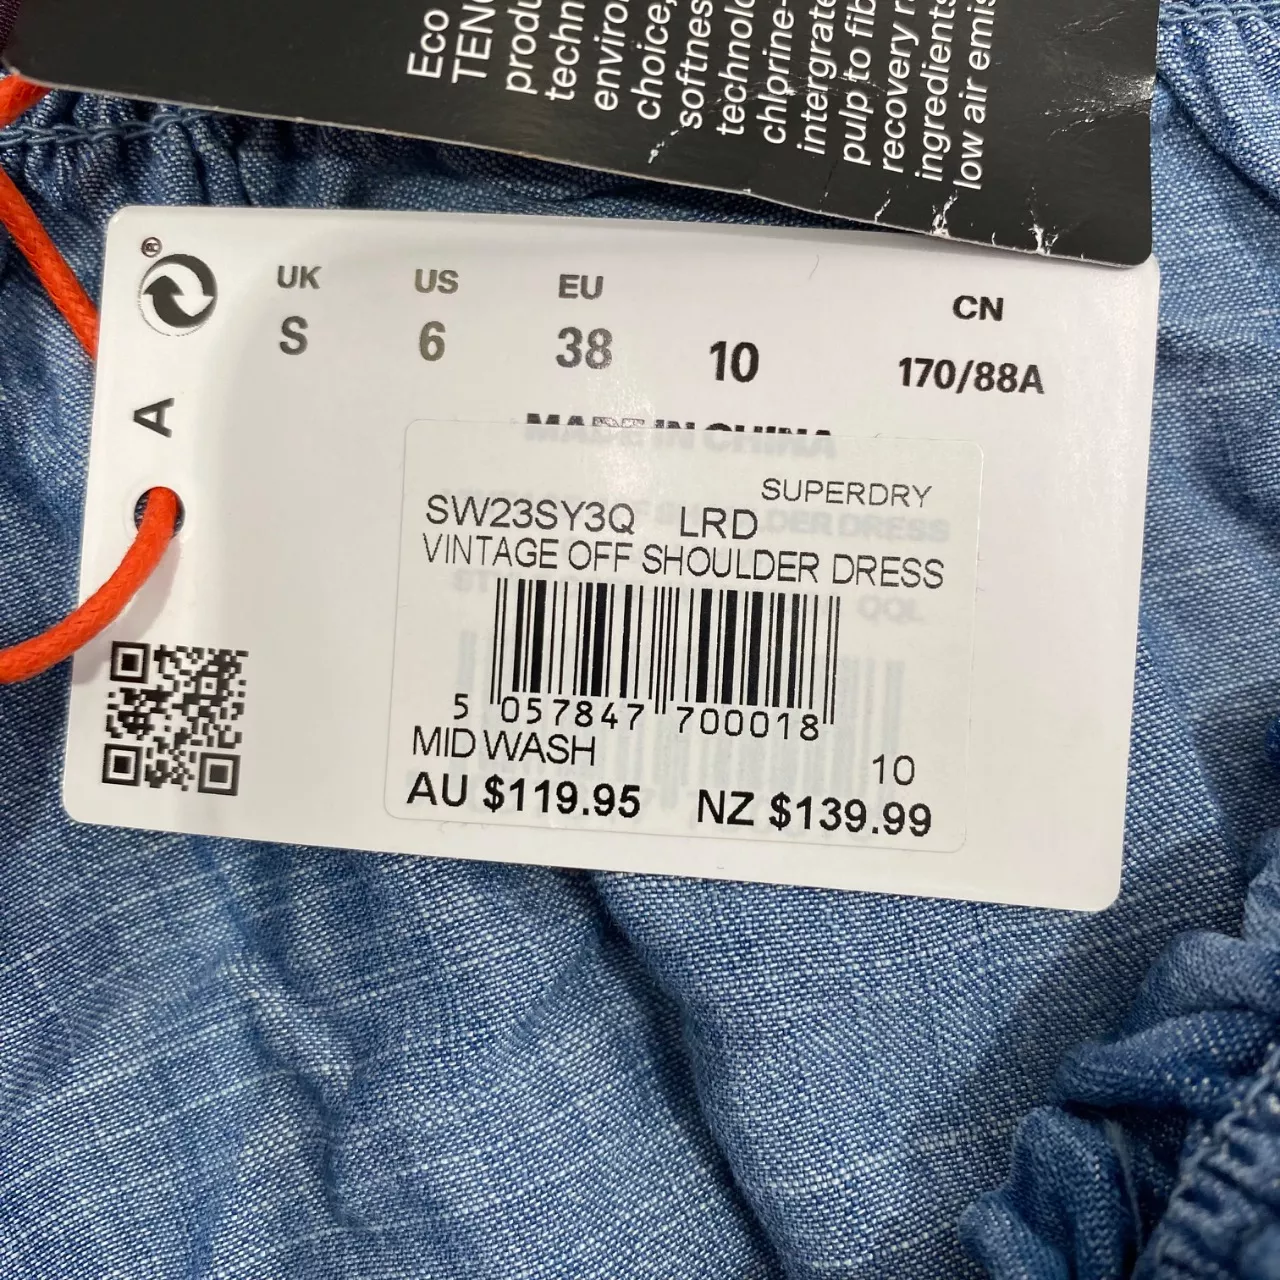 Eco
TENC
produ
techn
enviro
choice,
softness
technolo
chlorine-
intergrate
pulp to fib
recovery r
ingredients
low air emis
UK US EU CN
S 6 38 10 170/88A
A
MADE IN CHINA
SUPERDRY
SW23SY3Q LRD
VINTAGE OFF SHOULDER DRESS
5 057847 700018
MID WASH 10
AU $119.95 NZ $139.99